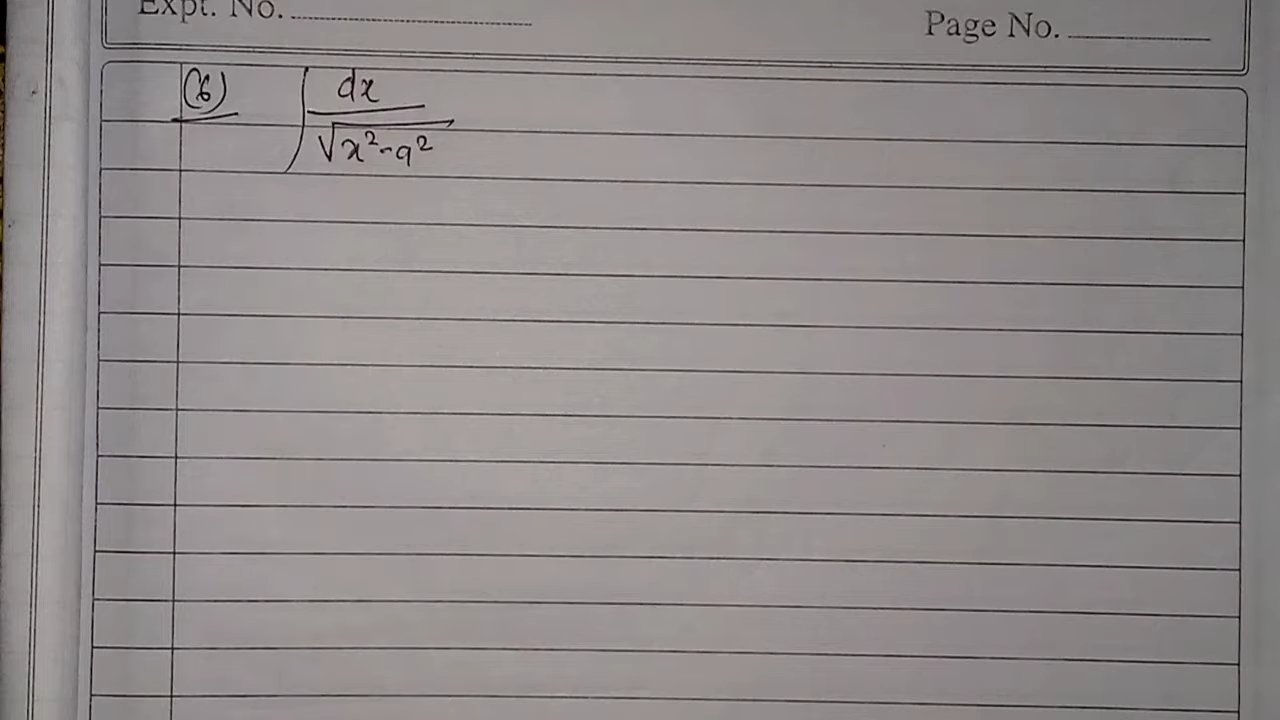 Expt. No.
Page No.
(6) ∫ dx
√x²-a²